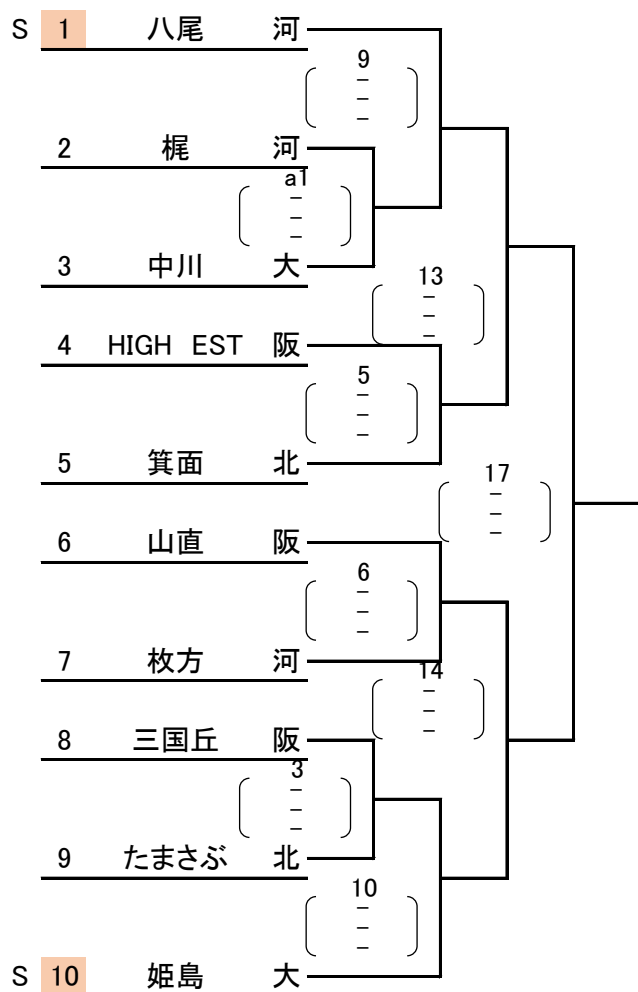 S 1 八尾 河
9
－
－
2 梶 河
a1
－
－
3 中川 大
13
－
－
4 HIGH EST 阪
5
－
－
5 箕面 北
17
－
－
6 山直 阪
6
－
－
7 枚方 河
14
－
－
8 三国丘 阪
3
－
－
9 たまさぶ 北
10
－
－
S 10 姫島 大